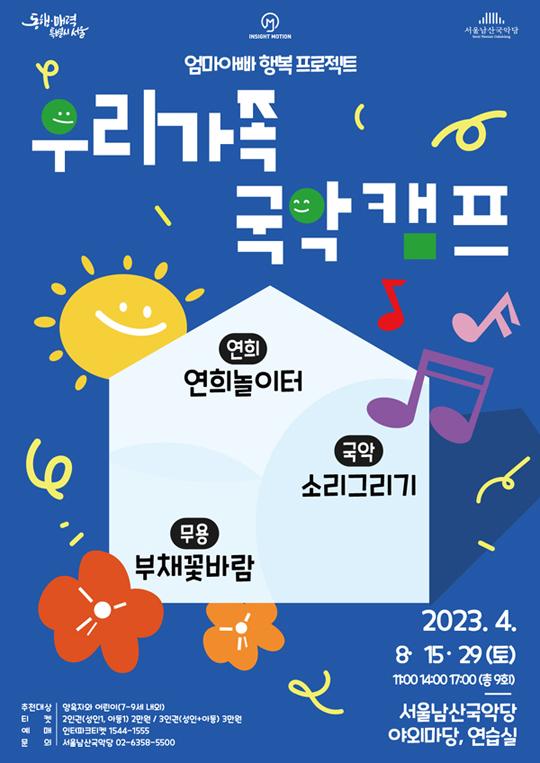 동행·매력
특별시 서울
INSIGHT MOTION
서울남산국악당
Seoul Namsan Gukakdang
엄마아빠 행복 프로젝트
우리가족
국악캠프
연희
연희놀이터
국악
소리그리기
무용
부채꽃바람
2023. 4.
8· 15· 29 (토)
11:00 14:00 17:00 (총 9회)
서울남산국악당
야외마당, 연습실
추천대상 양육자와 어린이(7-9세 내외)
티켓 2인권(성인1, 아동1) 2만원 / 3인권(성인+아동) 3만원
예매 인터파크티켓 1544-1555
문의 서울남산국악당 02-6358-5500